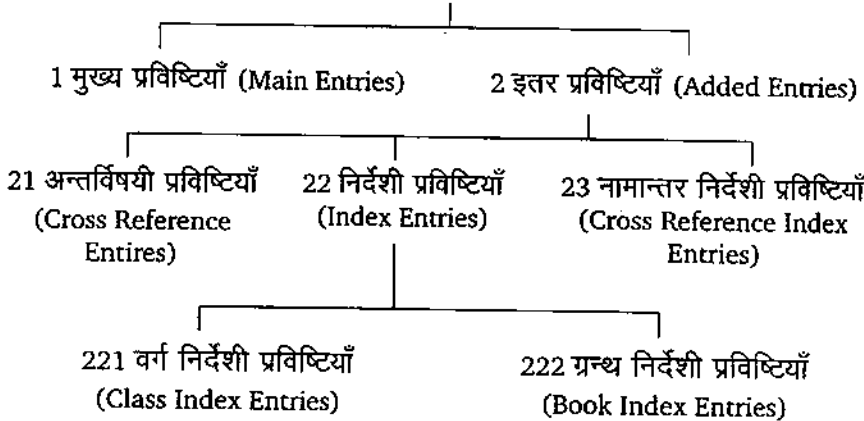 1 मुख्य प्रविष्टियाँ (Main Entries) 2 इतर प्रविष्टियाँ (Added Entries)
21 अन्तर्विषयी प्रविष्टियाँ 22 निर्देशी प्रविष्टियाँ 23 नामान्तर निर्देशी प्रविष्टियाँ
(Cross Reference (Index Entries) (Cross Reference Index
Entires) Entries)
221 वर्ग निर्देशी प्रविष्टियाँ 222 ग्रन्थ निर्देशी प्रविष्टियाँ
(Class Index Entries) (Book Index Entries)